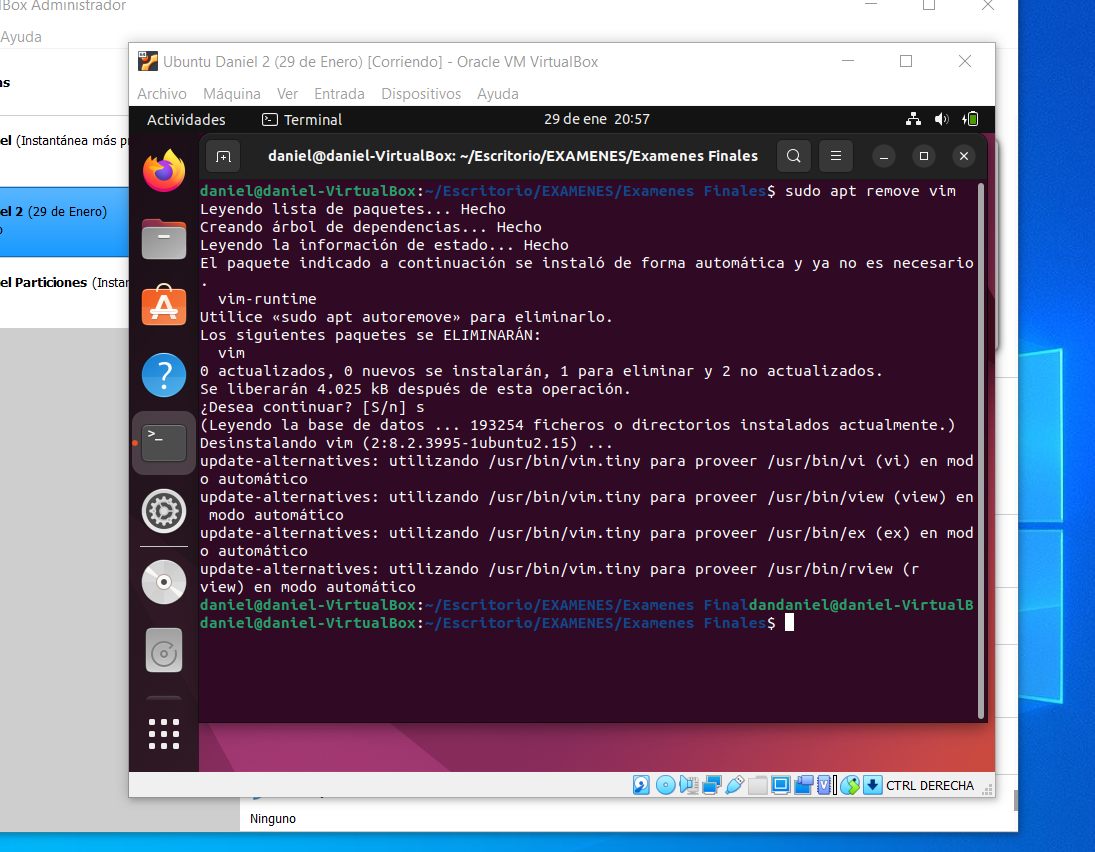 lBox Administrador
Ayuda
as
el (Instantánea más p
el 2 (29 de Enero)
o
el Particiones (Instan
Ubuntu Daniel 2 (29 de Enero) [Corriendo] - Oracle VM VirtualBox
Archivo Máquina Ver Entrada Dispositivos Ayuda
Actividades Terminal 29 de ene 20:57
daniel@daniel-VirtualBox: ~/Escritorio/EXAMENES/Examenes Finales
daniel@daniel-VirtualBox:~/Escritorio/EXAMENES/Examenes Finales$ sudo apt remove vim
Leyendo lista de paquetes... Hecho
Creando árbol de dependencias... Hecho
Leyendo la información de estado... Hecho
El paquete indicado a continuación se instaló de forma automática y ya no es necesario
.
vim-runtime
Utilice «sudo apt autoremove» para eliminarlo.
Los siguientes paquetes se ELIMINARÁN:
vim
0 actualizados, 0 nuevos se instalarán, 1 para eliminar y 2 no actualizados.
Se liberarán 4.025 kB después de esta operación.
¿Desea continuar? [S/n] s
(Leyendo la base de datos ... 193254 ficheros o directorios instalados actualmente.)
Desinstalando vim (2:8.2.3995-1ubuntu2.15) ...
update-alternatives: utilizando /usr/bin/vim.tiny para proveer /usr/bin/vi (vi) en mod
o automático
update-alternatives: utilizando /usr/bin/vim.tiny para proveer /usr/bin/view (view) en
modo automático
update-alternatives: utilizando /usr/bin/vim.tiny para proveer /usr/bin/ex (ex) en mod
o automático
update-alternatives: utilizando /usr/bin/vim.tiny para proveer /usr/bin/rview (r
view) en modo automático
daniel@daniel-VirtualBox:~/Escritorio/EXAMENES/Examenes Finaldandaniel@daniel-VirtualB
daniel@daniel-VirtualBox:~/Escritorio/EXAMENES/Examenes Finales$
CTRL DERECHA
Ninguno